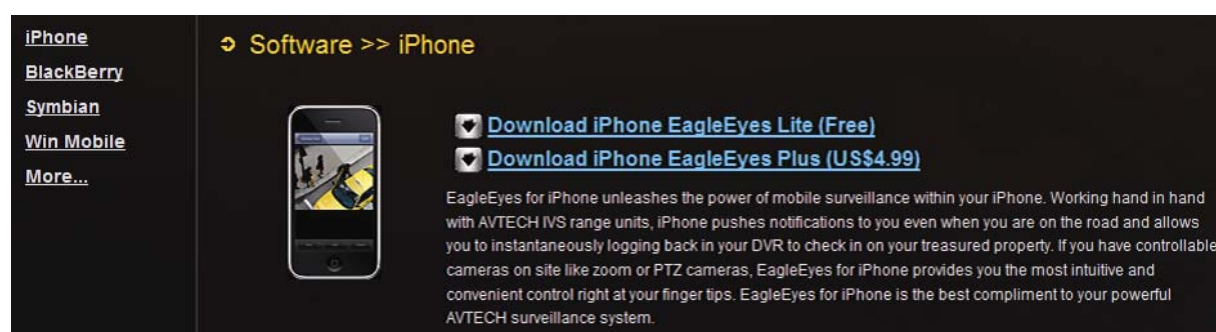 iPhone
BlackBerry
Symbian
Win Mobile
More...
Software >> iPhone
Download iPhone EagleEyes Lite (Free)
Download iPhone EagleEyes Plus (US$4.99)
EagleEyes for iPhone unleashes the power of mobile surveillance within your iPhone. Working hand in hand
with AVTECH IVS range units, iPhone pushes notifications to you even when you are on the road and allows
you to instantaneously logging back in your DVR to check in on your treasured property. If you have controllable
cameras on site like zoom or PTZ cameras, EagleEyes for iPhone provides you the most intuitive and
convenient control right at your finger tips. EagleEyes for iPhone is the best compliment to your powerful
AVTECH surveillance system.